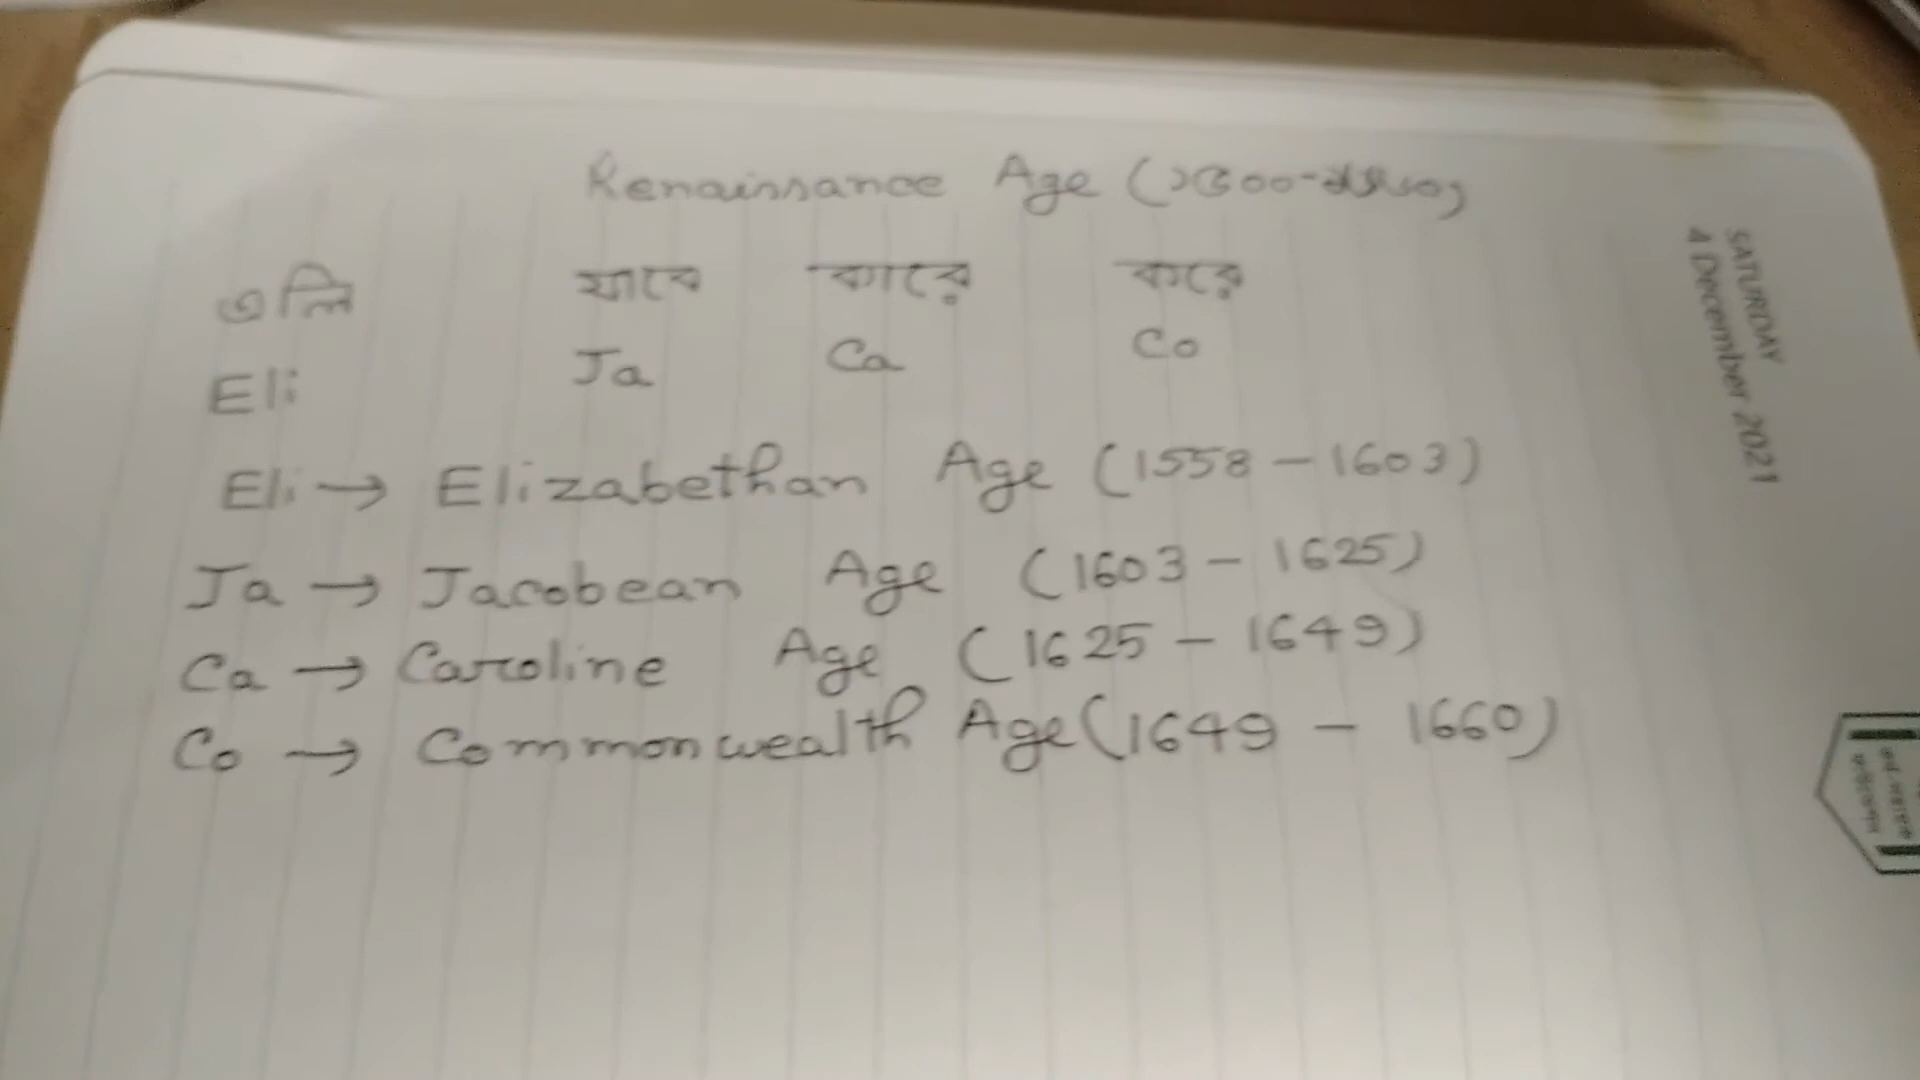 Renaissance Age (১৫০০-১৬৬০)
এলি যাবে কারে করে
Eli Ja Ca Co
Eli → Elizabethan Age (1558 – 1603)
Ja → Jacobean Age (1603 – 1625)
Ca → Caroline Age (1625 – 1649)
Co → Commonwealth Age (1649 – 1660)
SATURDAY
4 December 2021